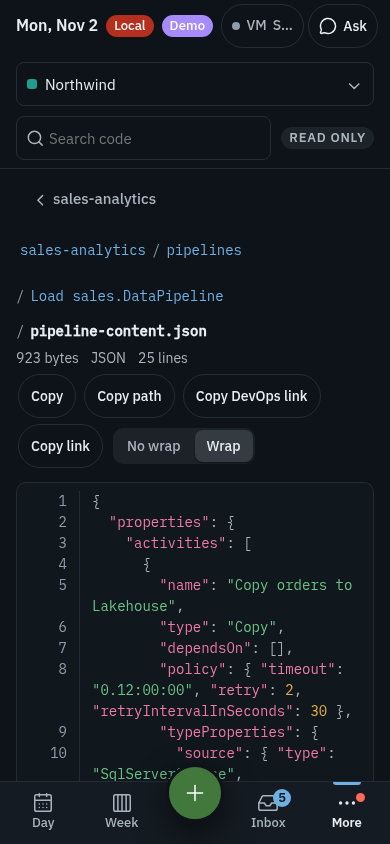 Mon, Nov 2 Local Demo VM S... Ask
Northwind
Search code READ ONLY
sales-analytics
sales-analytics / pipelines
/ Load sales.DataPipeline
/ pipeline-content.json
923 bytes JSON 25 lines
Copy Copy path Copy DevOps link
Copy link No wrap Wrap
1 {
2 "properties": {
3 "activities": [
4 {
5 "name": "Copy orders to
Lakehouse",
6 "type": "Copy",
7 "dependsOn": [],
8 "policy": { "timeout":
"0.12:00:00", "retry": 2,
"retryIntervalInSeconds": 30 },
9 "typeProperties": {
10 "source": { "type":
Day Week Inbox 5 More